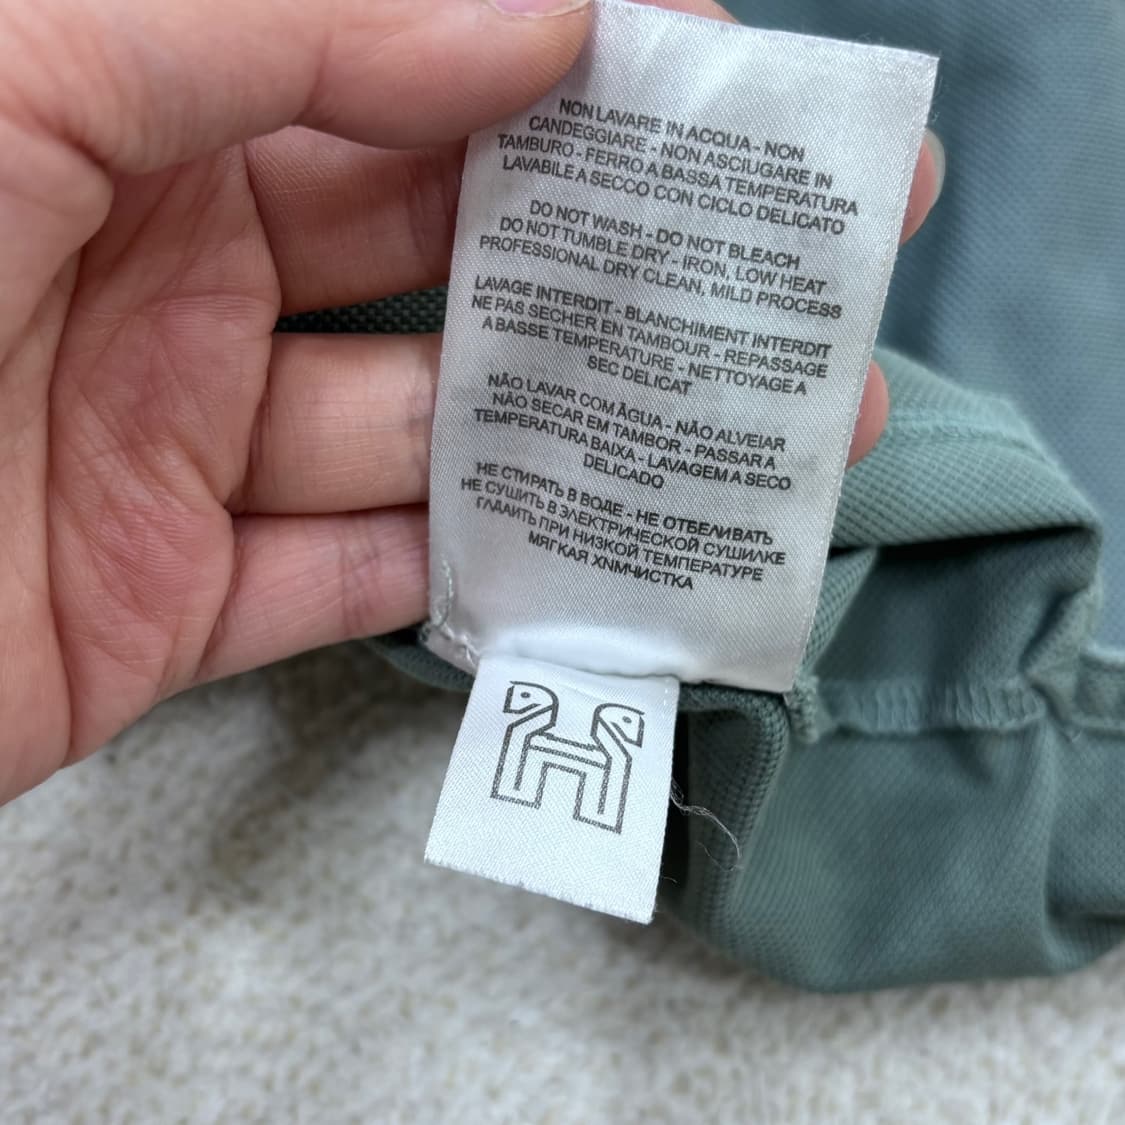 NON LAVARE IN ACQUA - NON
CANDEGGIARE - NON ASCIUGARE IN
TAMBURO - FERRO A BASSA TEMPERATURA
LAVABILE A SECCO CON CICLO DELICATO
DO NOT WASH - DO NOT BLEACH
DO NOT TUMBLE DRY - IRON, LOW HEAT
PROFESSIONAL DRY CLEAN, MILD PROCESS
LAVAGE INTERDIT - BLANCHIMENT INTERDIT
NE PAS SECHER EN TAMBOUR - REPASSAGE
A BASSE TEMPERATURE - NETTOYAGE A
SEC DELICAT
NÃO LAVAR COM ÃGUA - NÃO ALVEIAR
NÃO SECAR EM TAMBOR - PASSAR A
TEMPERATURA BAIXA - LAVAGEM A SECO
DELICADO
НЕ СТИРАТЬ В ВОДЕ - НЕ ОТБЕЛИВАТЬ
НЕ СУШИТЬ В ЭЛЕКТРИЧЕСКОЙ СУШИЛКЕ
ГЛДАИТЬ ПРИ НИЗКОЙ ТЕМПЕРАТУРЕ
МЯГКАЯ ХNМЧИСТКА